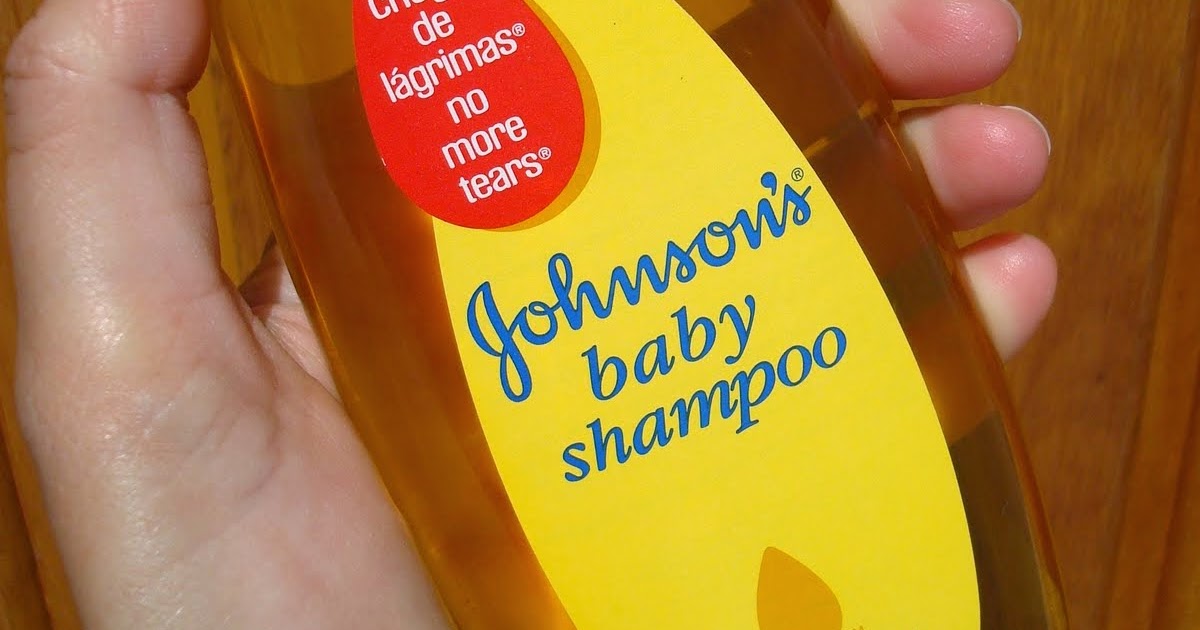 de
lágrimas®
no
more
tears®
Johnson's®
baby
shampoo